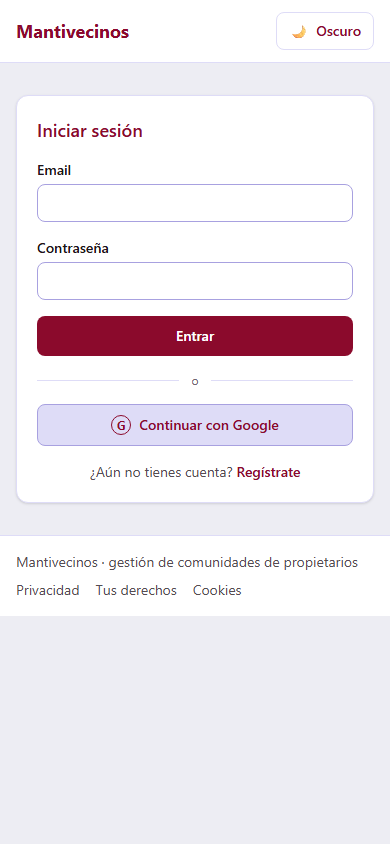 Mantivecinos
🌙 Oscuro
Iniciar sesión
Email
Contraseña
Entrar
o
G Continuar con Google
¿Aún no tienes cuenta? Regístrate
Mantivecinos · gestión de comunidades de propietarios
Privacidad Tus derechos Cookies